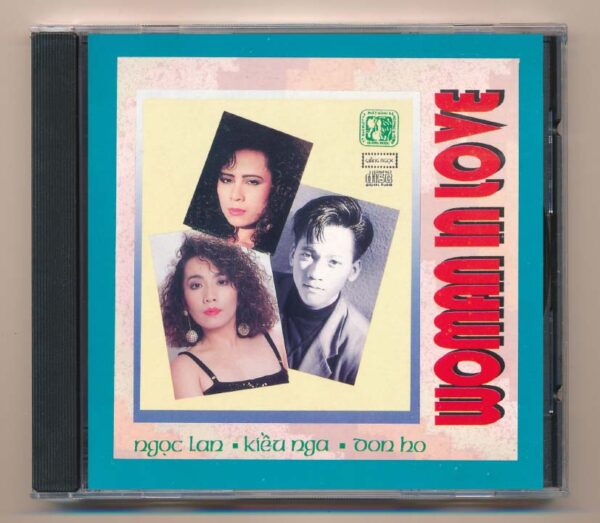 WOMAN IN LOVE
ngọc lan ▪ kiều nga ▪ don ho